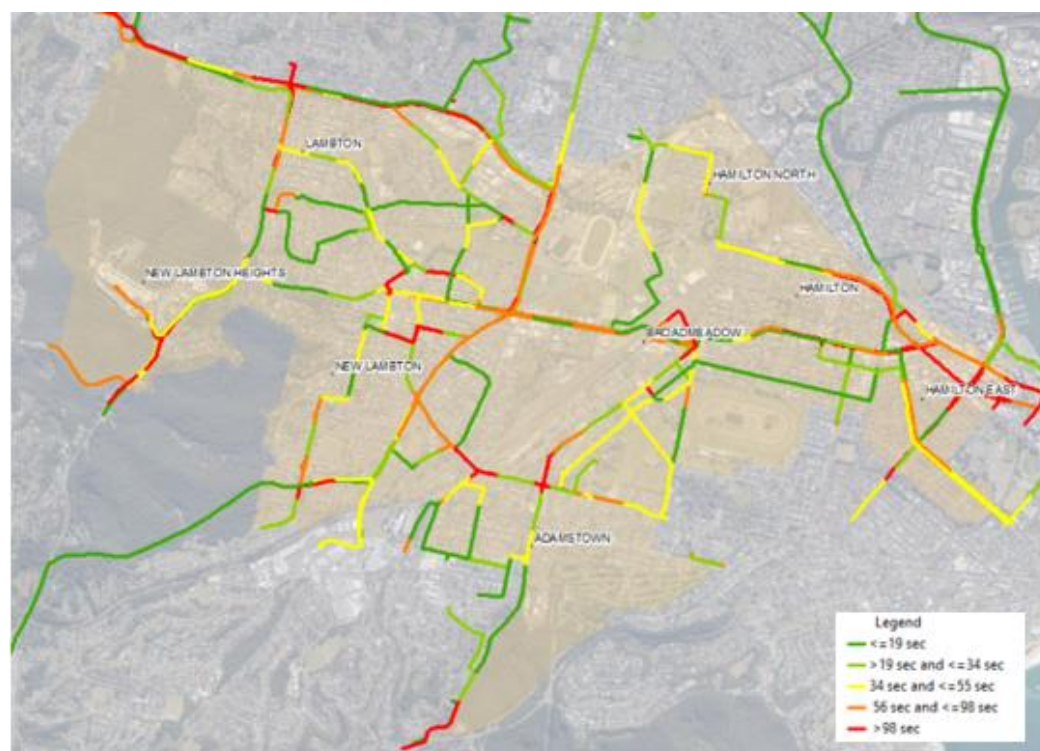 LAMBTON
HAMILTON NORTH
NEW LAMBTON HEIGHTS
HAMILTON
BROADMEADOW
NEW LAMBTON
HAMILTON EAST
ADAMSTOWN
Legend
<=19 sec
>19 sec and <=34 sec
34 sec and <=55 sec
56 sec and <=98 sec
>98 sec